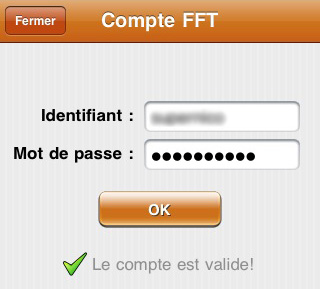 Fermer
Compte FFT
Identifiant :
Mot de passe : ●●●●●●●●●●
OK
Le compte est valide!